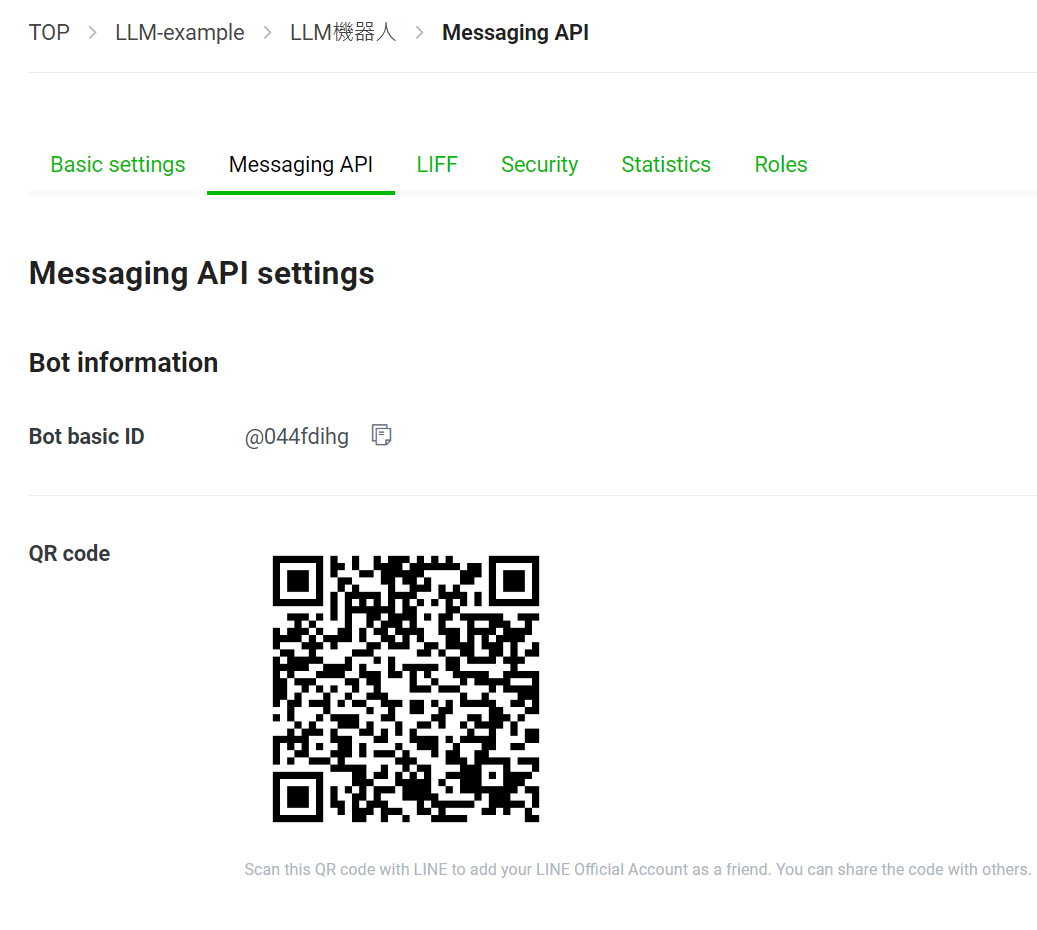 TOP > LLM-example > LLM機器人 > Messaging API
Basic settings Messaging API LIFF Security Statistics Roles
Messaging API settings
Bot information
Bot basic ID @044fdihg
QR code
Scan this QR code with LINE to add your LINE Official Account as a friend. You can share the code with others.